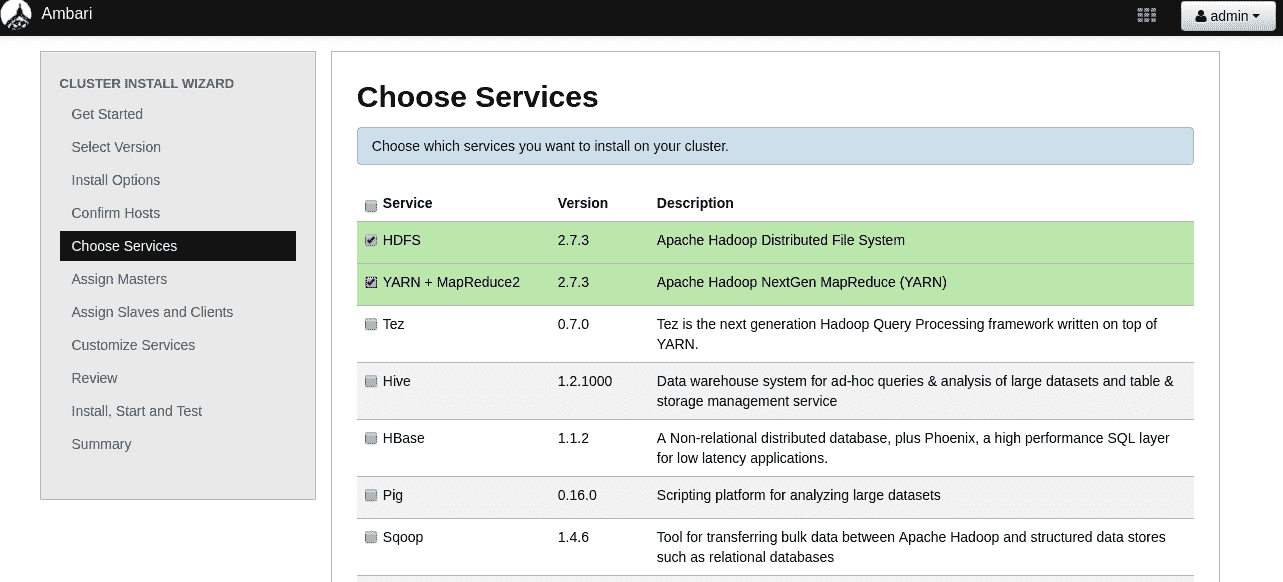 Ambari
admin
CLUSTER INSTALL WIZARD
Get Started
Select Version
Install Options
Confirm Hosts
Choose Services
Assign Masters
Assign Slaves and Clients
Customize Services
Review
Install, Start and Test
Summary
Choose Services
Choose which services you want to install on your cluster.
Service Version Description
HDFS 2.7.3 Apache Hadoop Distributed File System
YARN + MapReduce2 2.7.3 Apache Hadoop NextGen MapReduce (YARN)
Tez 0.7.0 Tez is the next generation Hadoop Query Processing framework written on top of
YARN.
Hive 1.2.1000 Data warehouse system for ad-hoc queries & analysis of large datasets and table &
storage management service
HBase 1.1.2 A Non-relational distributed database, plus Phoenix, a high performance SQL layer
for low latency applications.
Pig 0.16.0 Scripting platform for analyzing large datasets
Sqoop 1.4.6 Tool for transferring bulk data between Apache Hadoop and structured data stores
such as relational databases